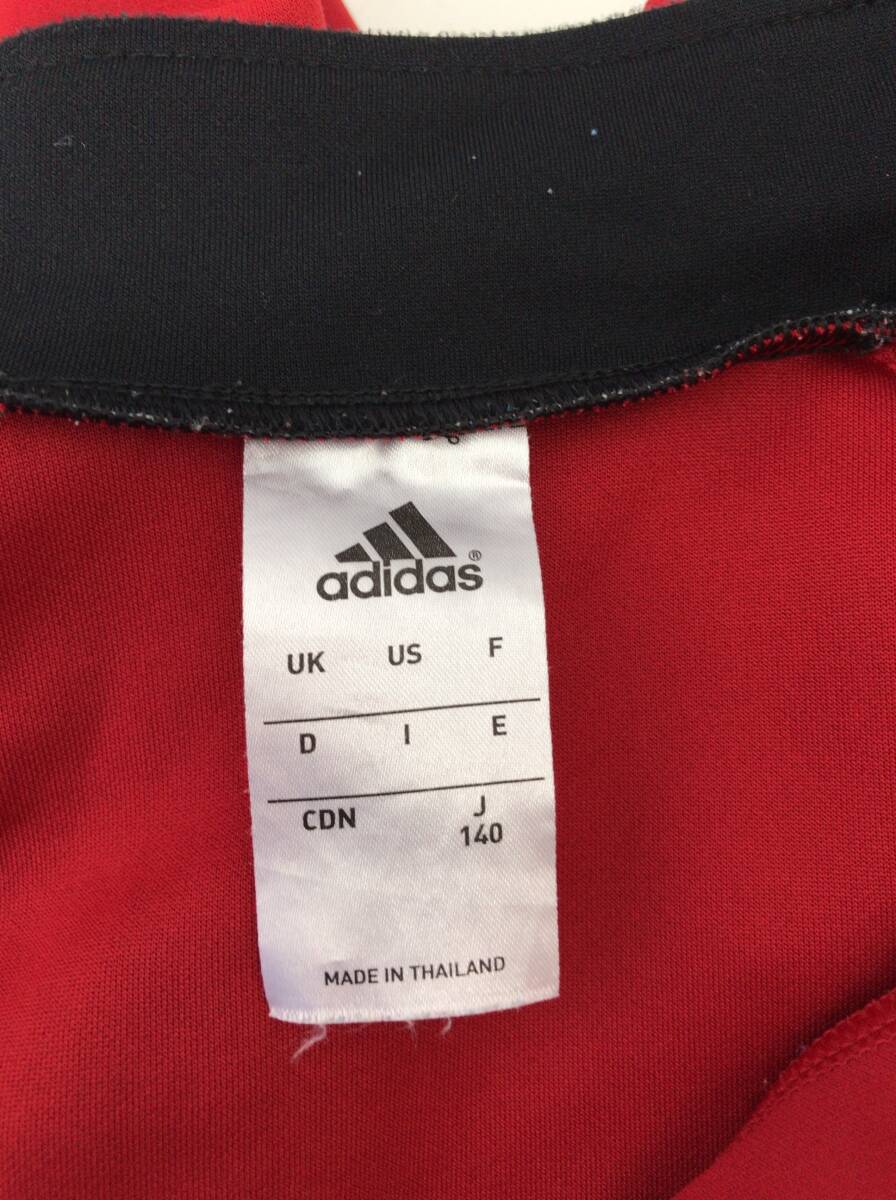 adidas®
UK US F
D I E
CDN J
140
MADE IN THAILAND